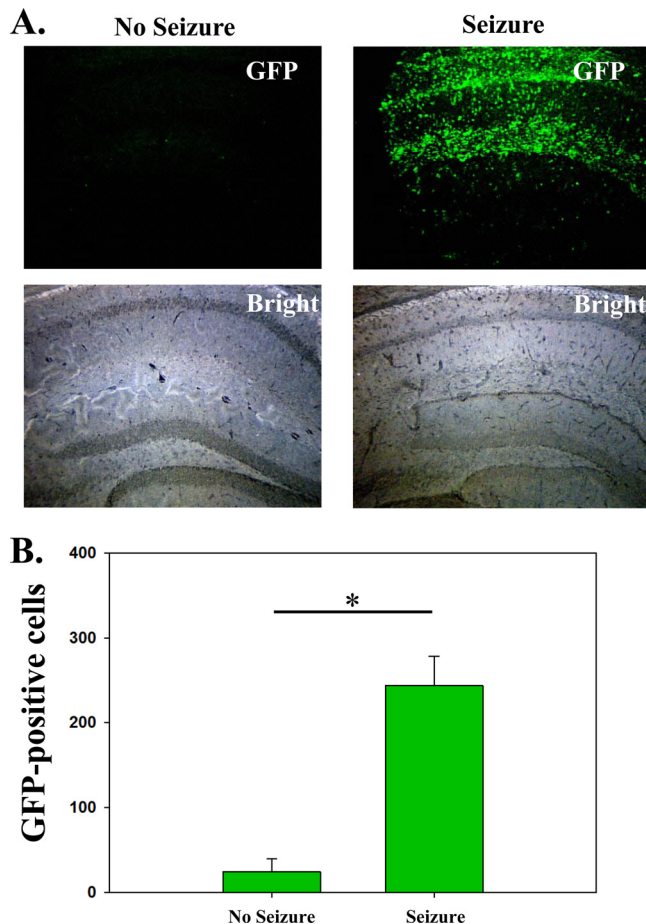 A.
No Seizure
Seizure
GFP
GFP
Bright
Bright
B.
GFP-positive cells
400
300
200
100
0
*
No Seizure
Seizure